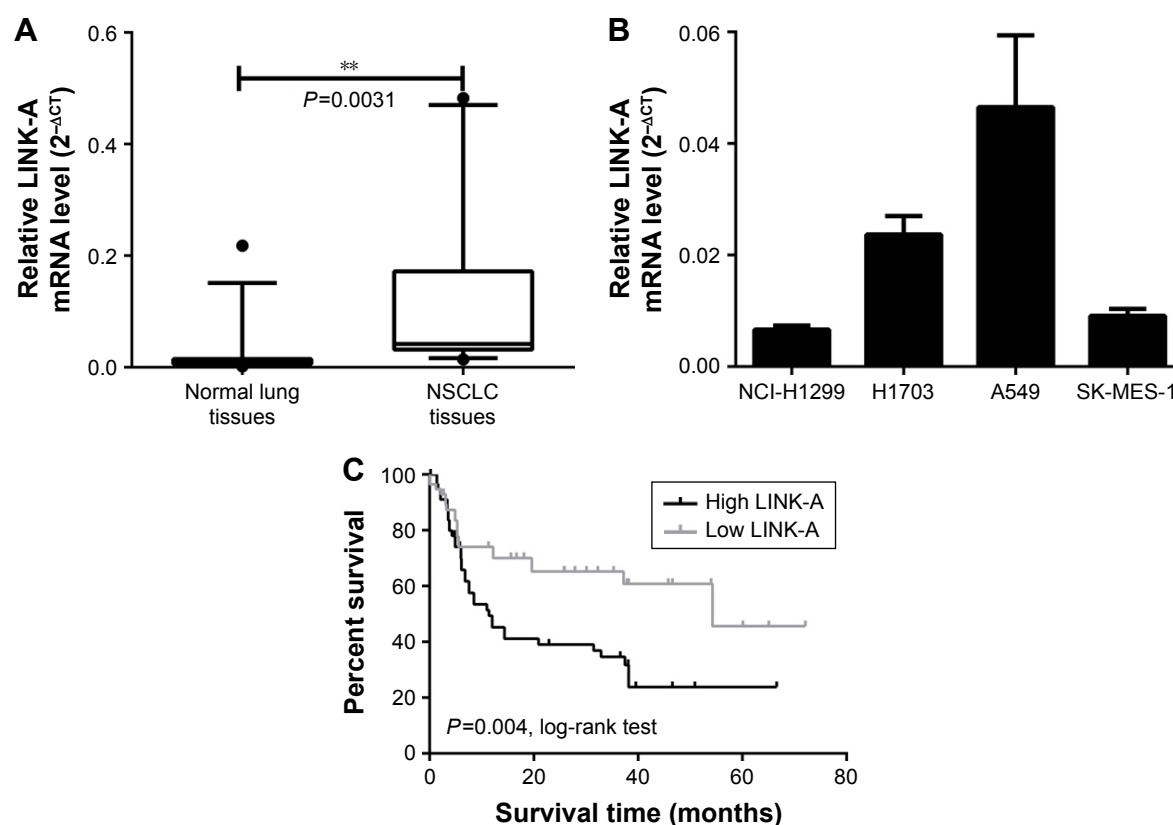 A
Relative LINK-A
mRNA level (2⁻ΔCT)
0.6
0.4
0.2
0.0
**
P=0.0031
Normal lung
tissues
NSCLC
tissues
B
Relative LINK-A
mRNA level (2⁻ΔCT)
0.06
0.04
0.02
0.00
NCI-H1299
H1703
A549
SK-MES-1
C
Percent survival
100
80
60
40
20
0
High LINK-A
Low LINK-A
P=0.004, log-rank test
0
20
40
60
80
Survival time (months)